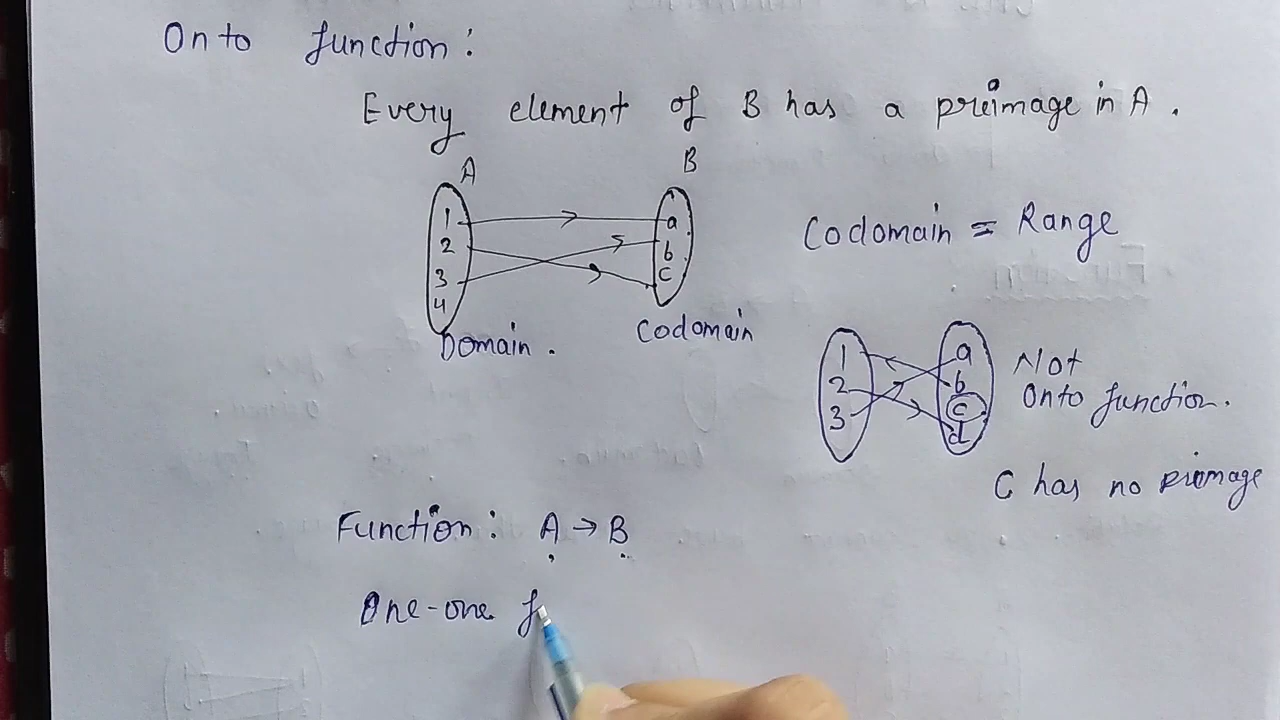 Onto function:
Every element of B has a preimage in A.
A B
1 a
2 b
3 c
4
Domain. Codomain
Codomain = Range
1 a
2 b
3 c
d
Not
Onto function.
C has no
Function: A → B
One-one f